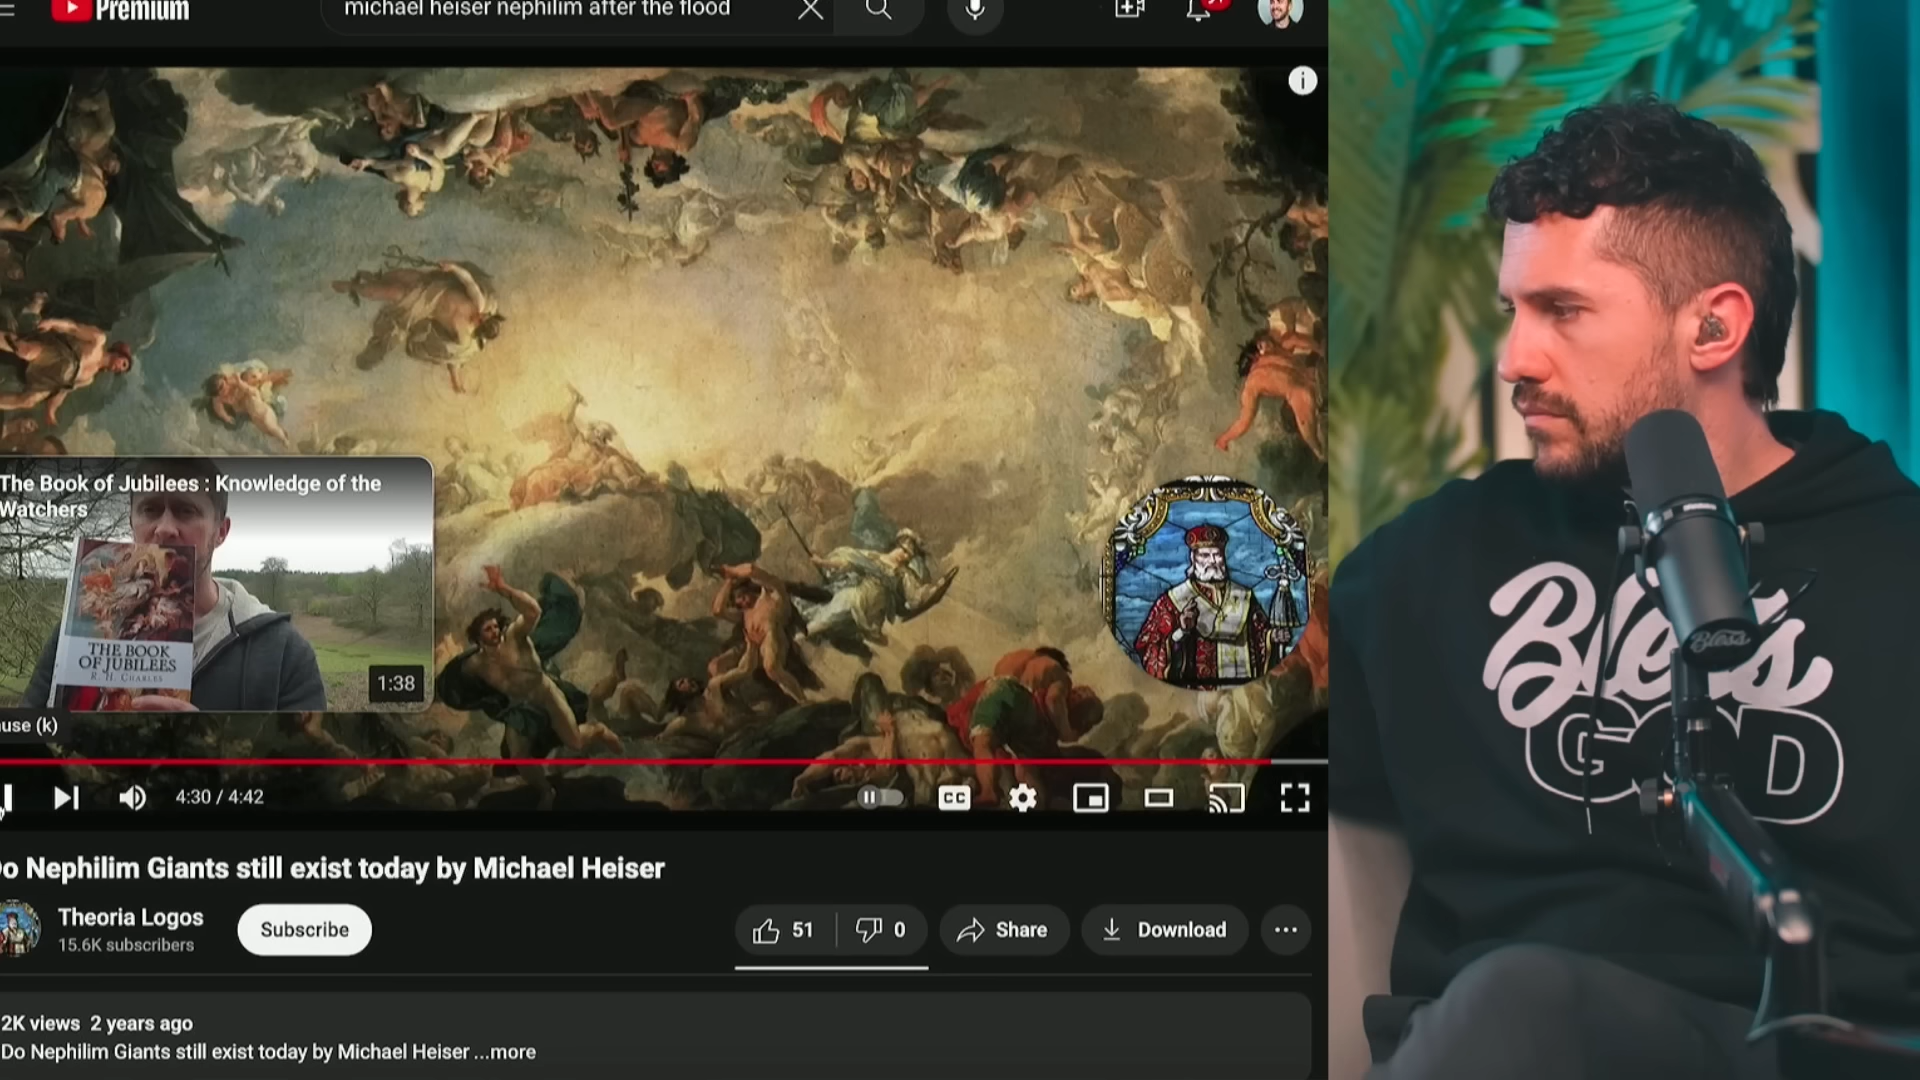 Premium
michael heiser nephilim after the flood
i
The Book of Jubilees : Knowledge of the
Watchers
THE BOOK
OF JUBILEES
R. H. CHARLES
1:38
use (k)
4:30 / 4:42
CC
o Nephilim Giants still exist today by Michael Heiser
Theoria Logos
15.6K subscribers
Subscribe
51
0
Share
Download
2K views 2 years ago
Do Nephilim Giants still exist today by Michael Heiser ...more
Bless
GOD
Bless